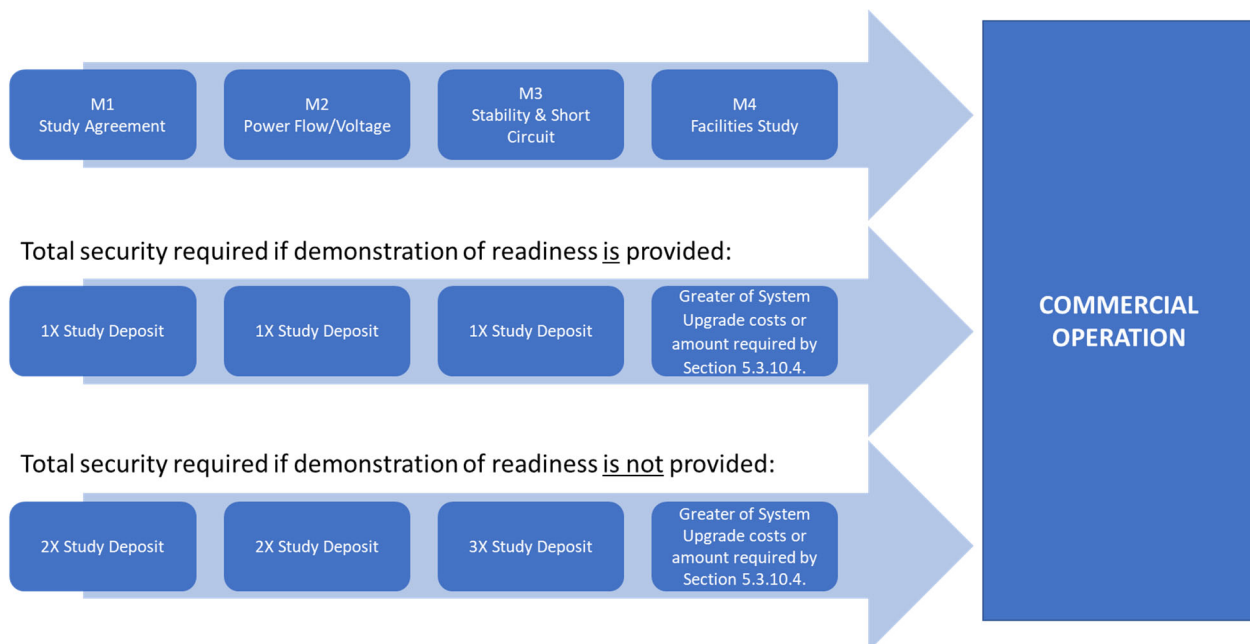 M1
Study Agreement
M2
Power Flow/Voltage
M3
Stability & Short
Circuit
M4
Facilities Study
Total security required if demonstration of readiness is provided:
1X Study Deposit
1X Study Deposit
1X Study Deposit
Greater of System
Upgrade costs or
amount required by
Section 5.3.10.4.
Total security required if demonstration of readiness is not provided:
2X Study Deposit
2X Study Deposit
3X Study Deposit
Greater of System
Upgrade costs or
amount required by
Section 5.3.10.4.
COMMERCIAL
OPERATION